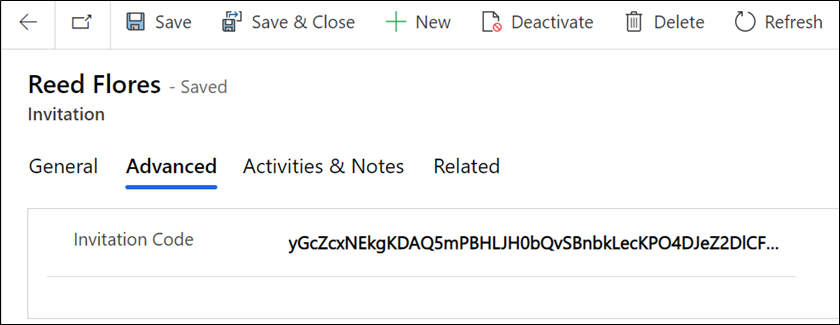 Save Save & Close New Deactivate Delete Refresh
Reed Flores - Saved
Invitation
General Advanced Activities & Notes Related
Invitation Code yGcZcxNEkgKDAQ5mPBHLJH0bQvSBnbkLecKPO4DJeZ2DlCF...